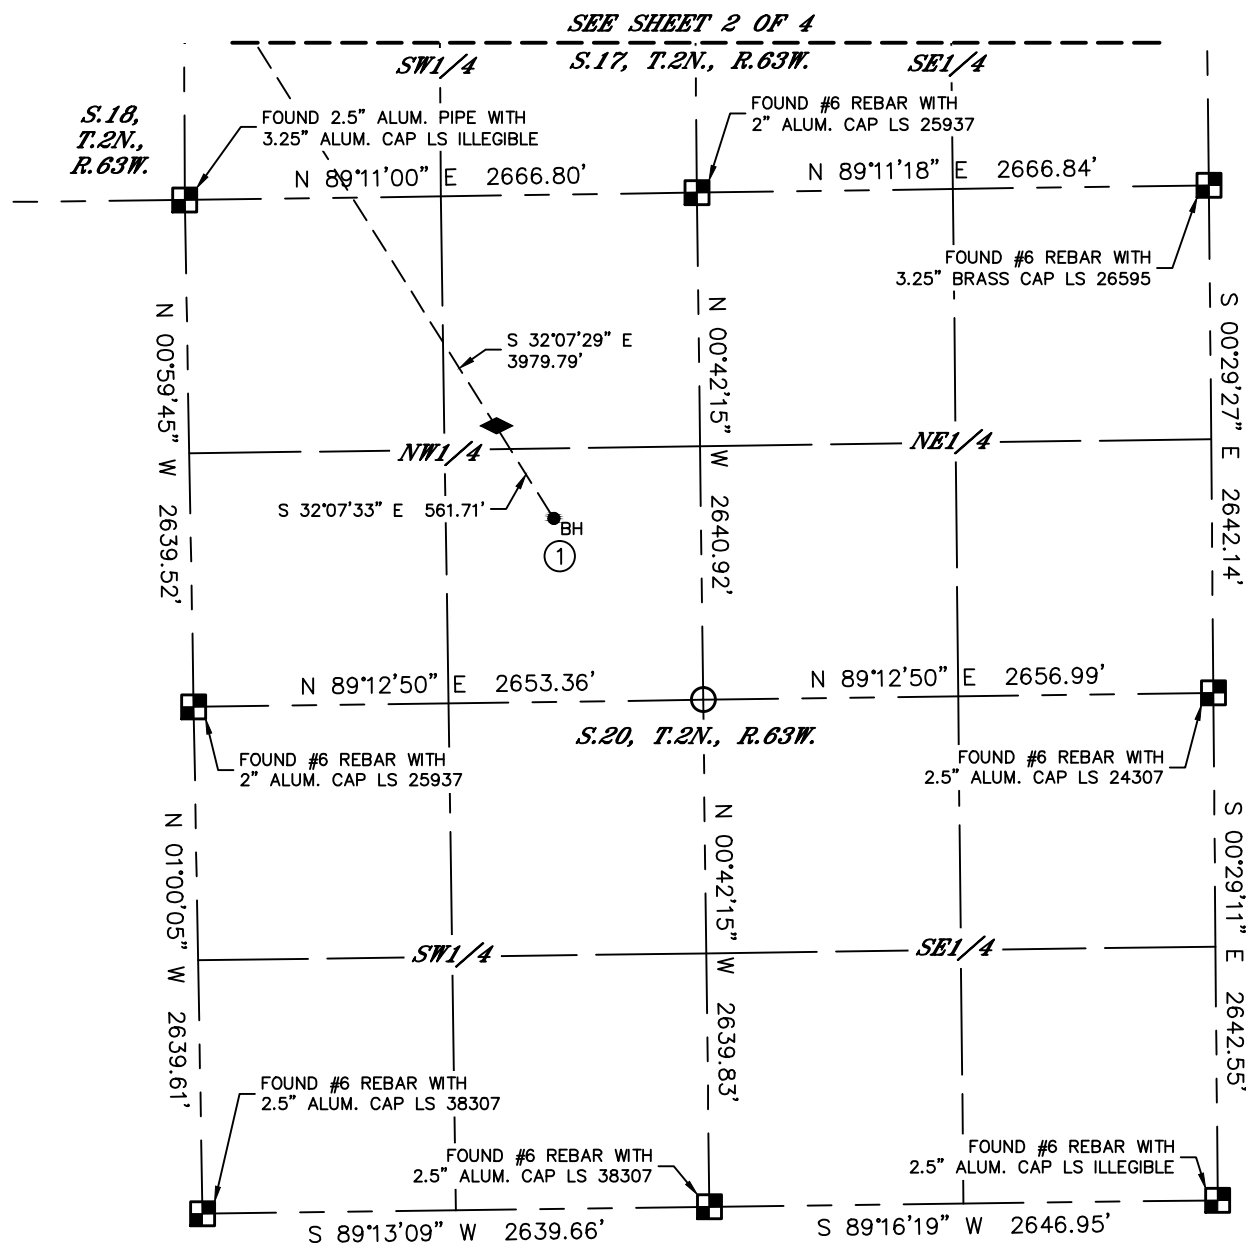 SEE SHEET 2 OF 4
SW1/4
S.17, T.2N., R.63W.
SE1/4
S.18,
T.2N.,
R.63W.
FOUND 2.5" ALUM. PIPE WITH
3.25" ALUM. CAP LS ILLEGIBLE
FOUND #6 REBAR WITH
2" ALUM. CAP LS 25937
N 89°11'00" E 2666.80'
N 89°11'18" E 2666.84'
FOUND #6 REBAR WITH
3.25" BRASS CAP LS 26595
N 00°59'45" W 2639.52'
S 32°07'29" E
3979.79'
N 00°42'15" W 2640.92'
S 00°29'27" E 2642.14'
NW1/4
NE1/4
S 32°07'33" E 561.71'
BH
1
N 89°12'50" E 2653.36'
N 89°12'50" E 2656.99'
S.20, T.2N., R.63W.
FOUND #6 REBAR WITH
2" ALUM. CAP LS 25937
FOUND #6 REBAR WITH
2.5" ALUM. CAP LS 24307
N 01°00'05" W 2639.61'
N 00°42'15" W 2639.83'
S 00°29'11" E 2642.55'
SW1/4
SE1/4
FOUND #6 REBAR WITH
2.5" ALUM. CAP LS 38307
FOUND #6 REBAR WITH
2.5" ALUM. CAP LS 38307
FOUND #6 REBAR WITH
2.5" ALUM. CAP LS ILLEGIBLE
S 89°13'09" W 2639.66'
S 89°16'19" W 2646.95'